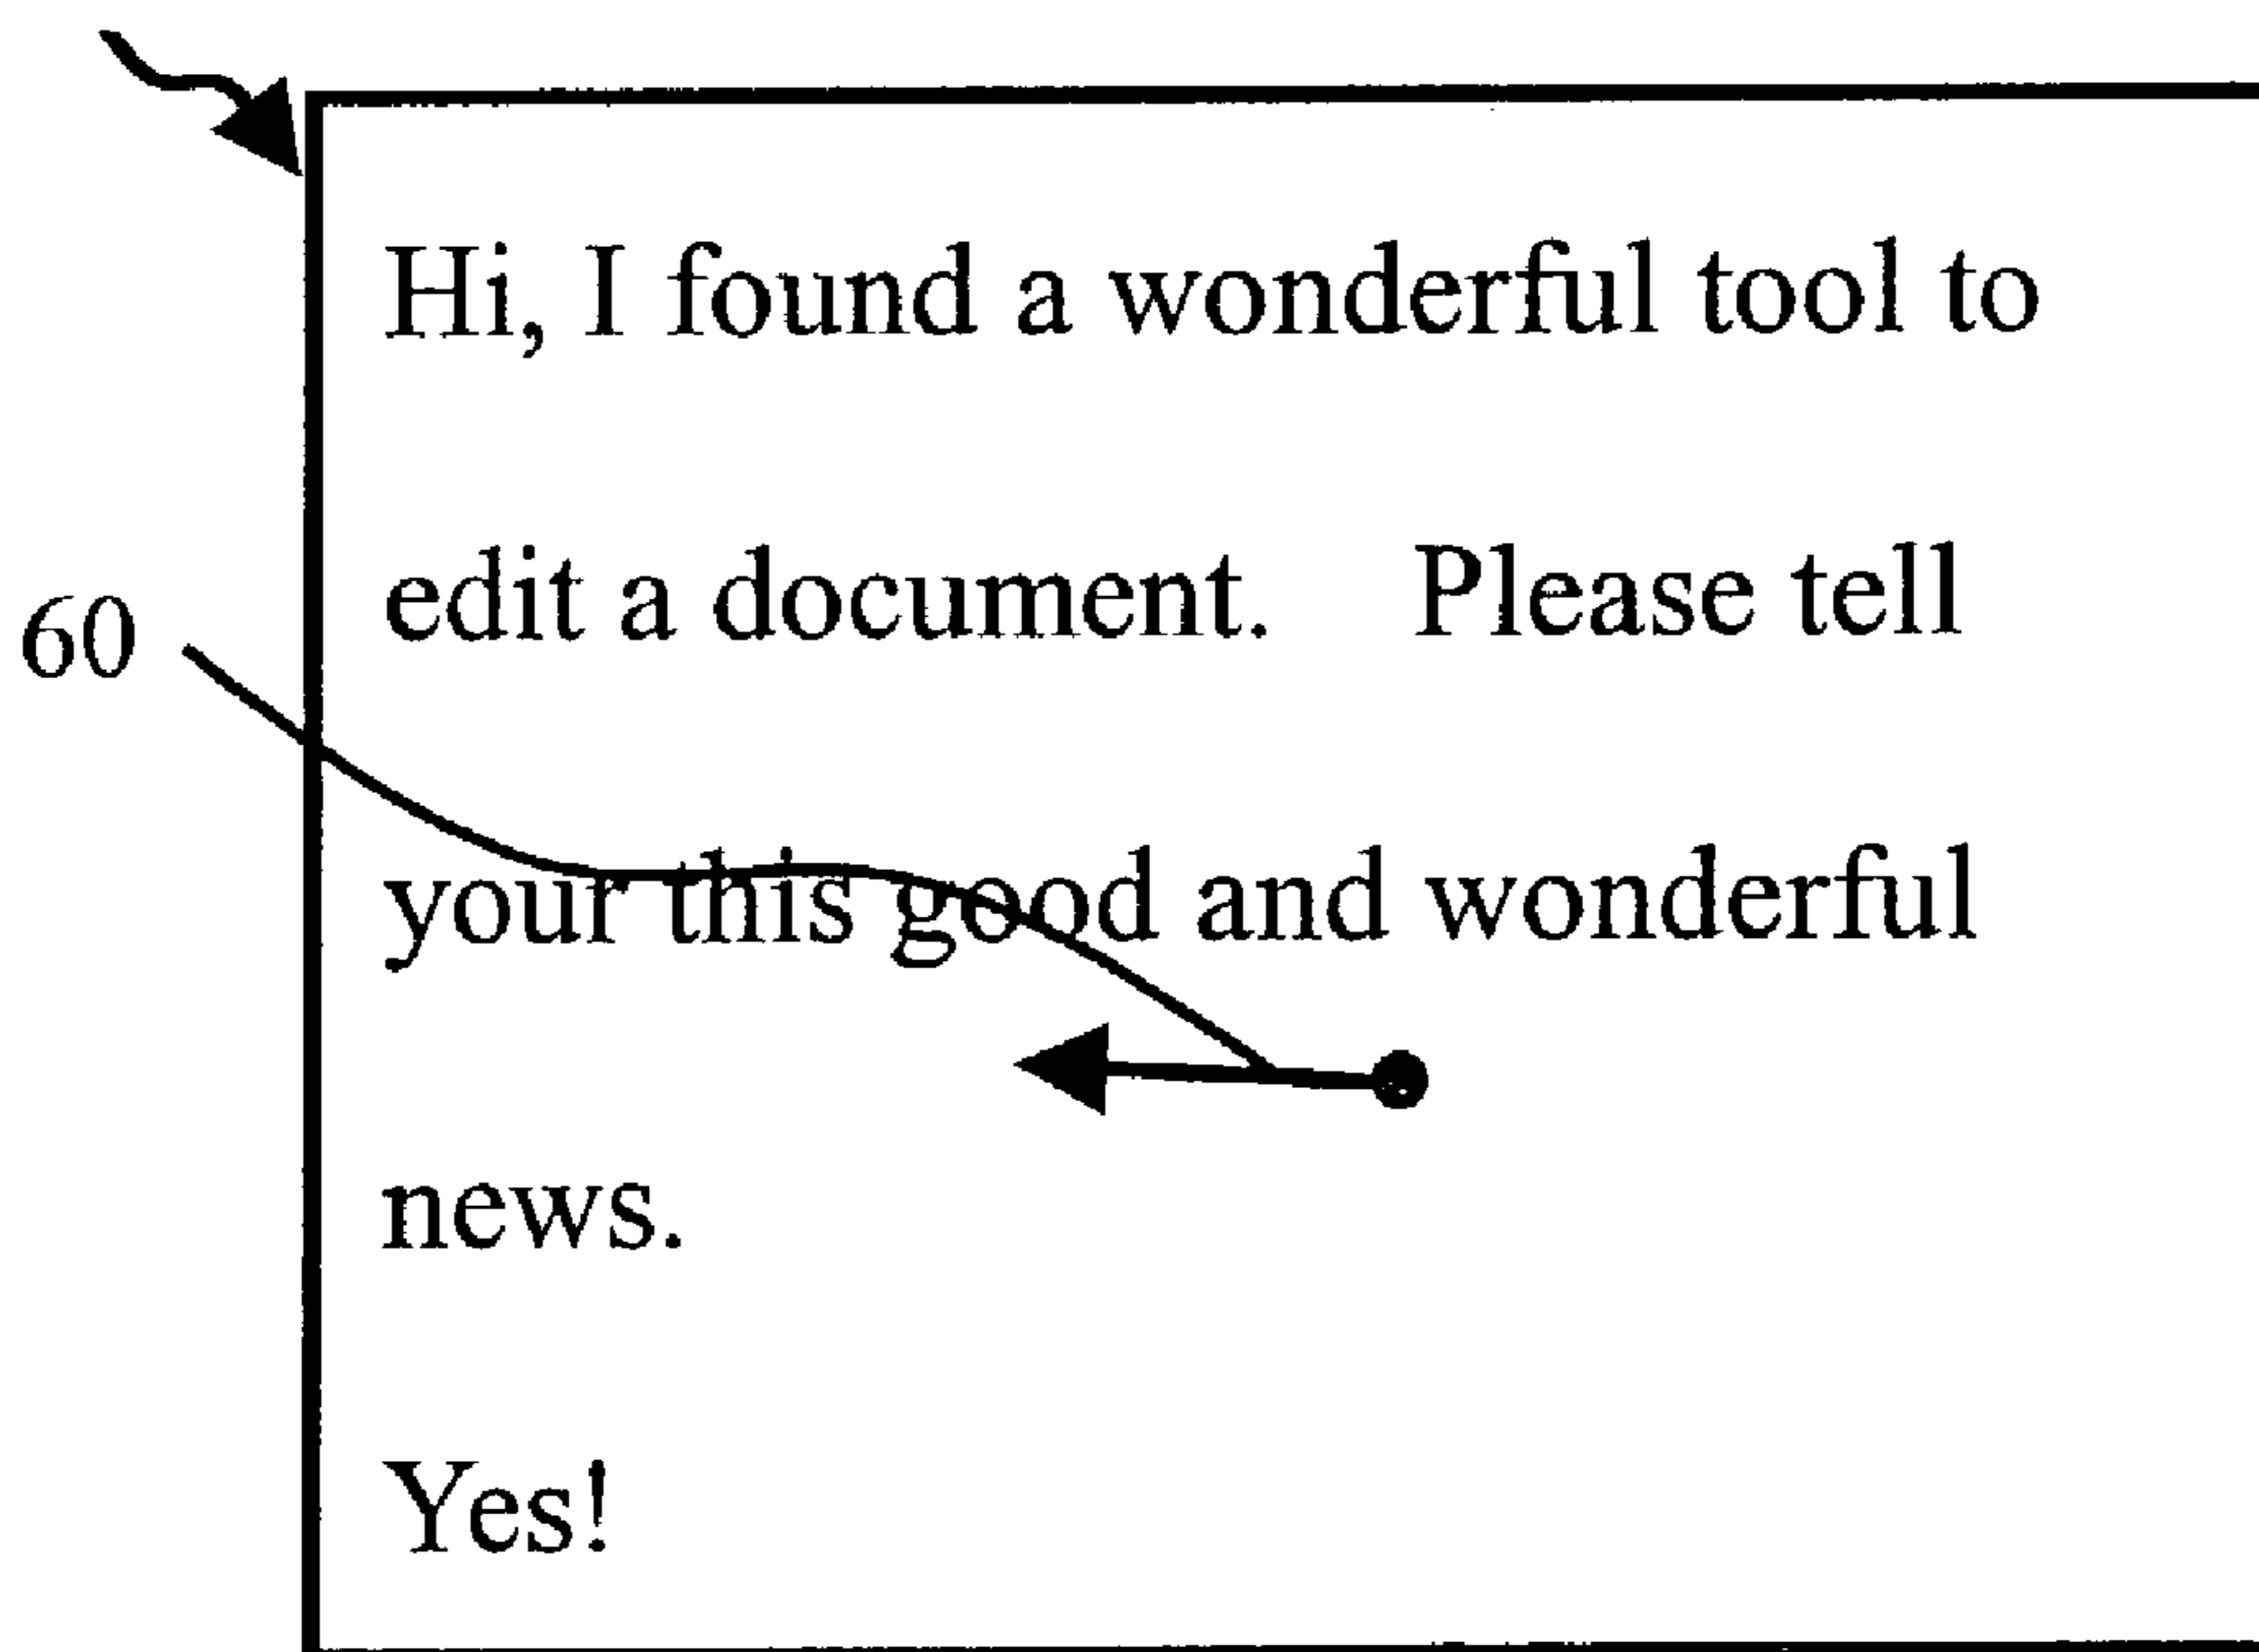 Hi, I found a wonderful tool to
edit a document. Please tell
60
your this good and wonderful
news.
Yes!